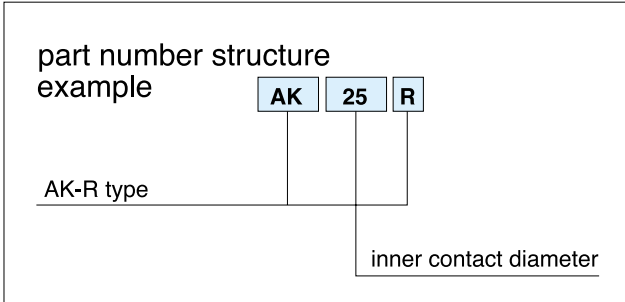 part number structure
example
AK 25 R
AK-R type
inner contact diameter